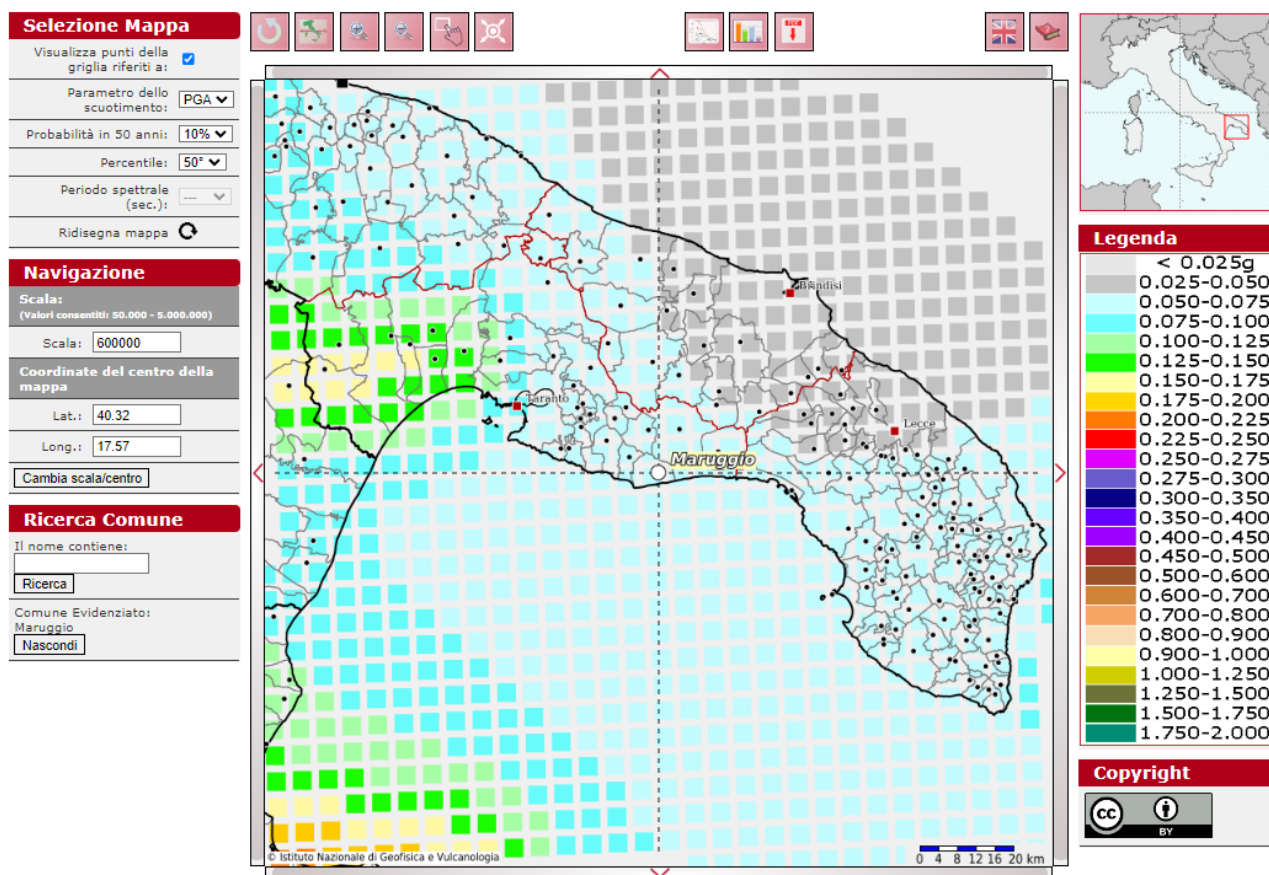 Selezione Mappa
Visualizza punti della
griglia riferiti a:
Parametro dello
scuotimento: PGA
Probabilità in 50 anni: 10%
Percentile: 50°
Periodo spettrale
(sec.): ---
Ridisegna mappa
Navigazione
Scala:
(Valori consentiti: 50.000 - 5.000.000)
Scala: 600000
Coordinate del centro della
mappa
Lat.: 40.32
Long.: 17.57
Cambia scala/centro
Ricerca Comune
Il nome contiene:
Ricerca
Comune Evidenziato:
Maruggio
Nascondi
PDF
Brindisi
Taranto
Lecce
Maruggio
© Istituto Nazionale di Geofisica e Vulcanologia
0 4 8 12 16 20 km
Legenda
< 0.025g
0.025-0.050
0.050-0.075
0.075-0.100
0.100-0.125
0.125-0.150
0.150-0.175
0.175-0.200
0.200-0.225
0.225-0.250
0.250-0.275
0.275-0.300
0.300-0.350
0.350-0.400
0.400-0.450
0.450-0.500
0.500-0.600
0.600-0.700
0.700-0.800
0.800-0.900
0.900-1.000
1.000-1.250
1.250-1.500
1.500-1.750
1.750-2.000
Copyright
cc
BY